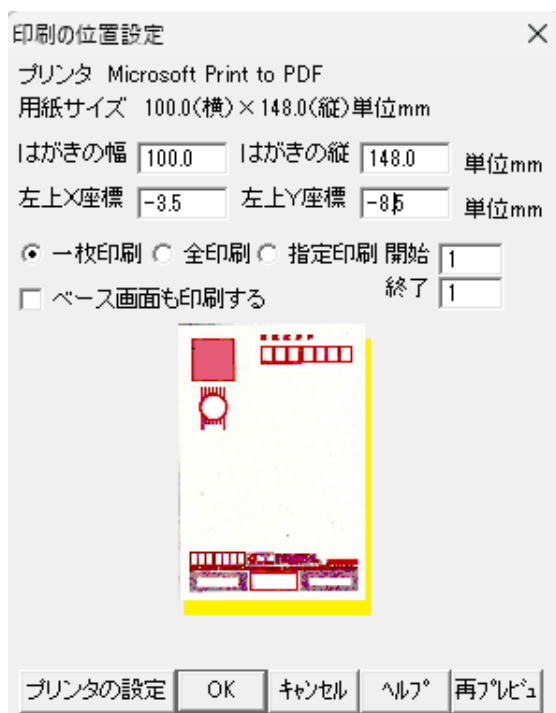 印刷の位置設定
プリンタ Microsoft Print to PDF
用紙サイズ 100.0(横)×148.0(縦)単位mm
はがきの幅 100.0 はがきの縦 148.0 単位mm
左上X座標 -3.5 左上Y座標 -8.5 単位mm
一枚印刷 全印刷 指定印刷 開始 1
ベース画面も印刷する 終了 1
プリンタの設定 OK ｷｬﾝｾﾙ ﾍﾙﾌﾟ 再ﾌﾟﾚﾋﾞｭ